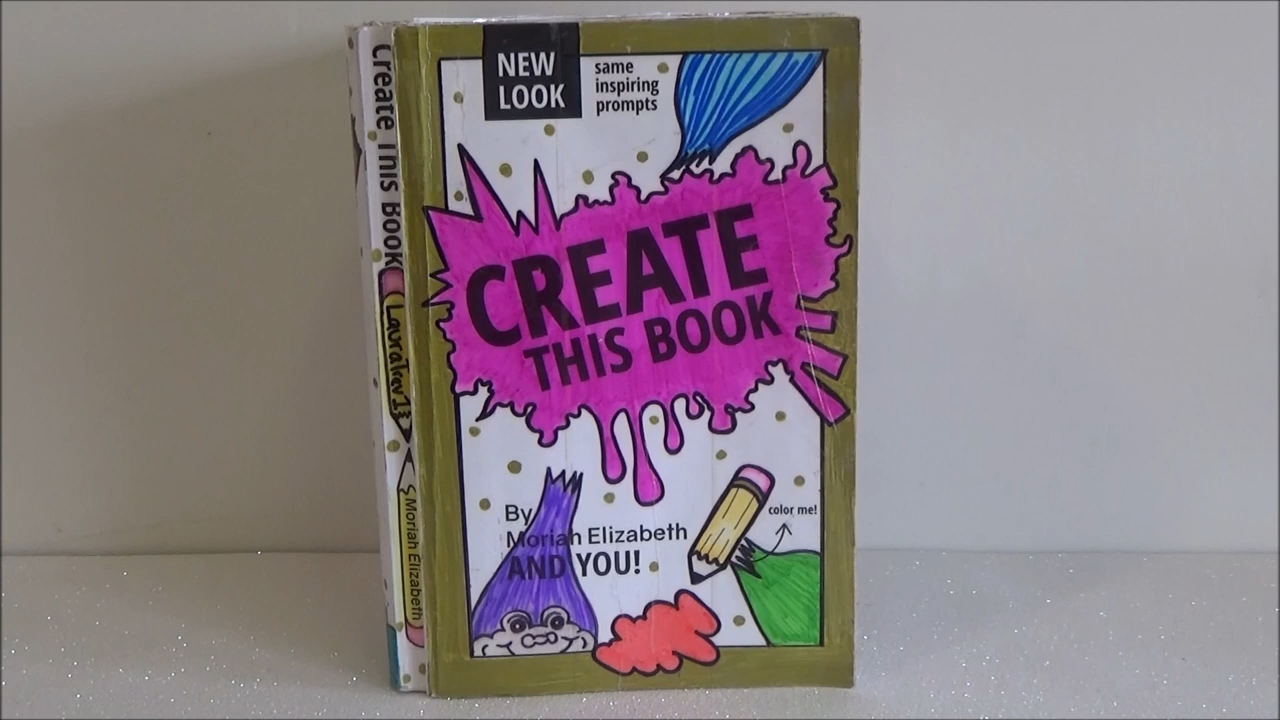 Create This Book
LauraTrev13
Moriah Elizabeth
NEW
LOOK
same
inspiring
prompts
CREATE
THIS BOOK
By
Moriah Elizabeth
AND YOU!
color me!